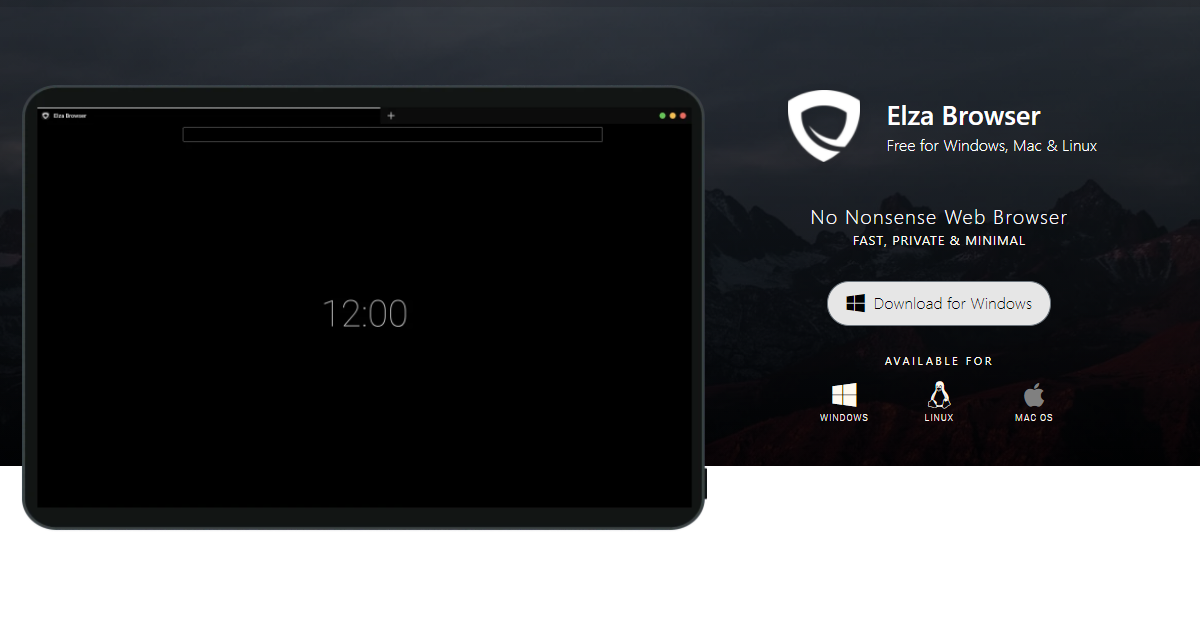 Elza Browser
+
12:00
Elza Browser
Free for Windows, Mac & Linux
No Nonsense Web Browser
FAST, PRIVATE & MINIMAL
Download for Windows
AVAILABLE FOR
WINDOWS
LINUX
MAC OS